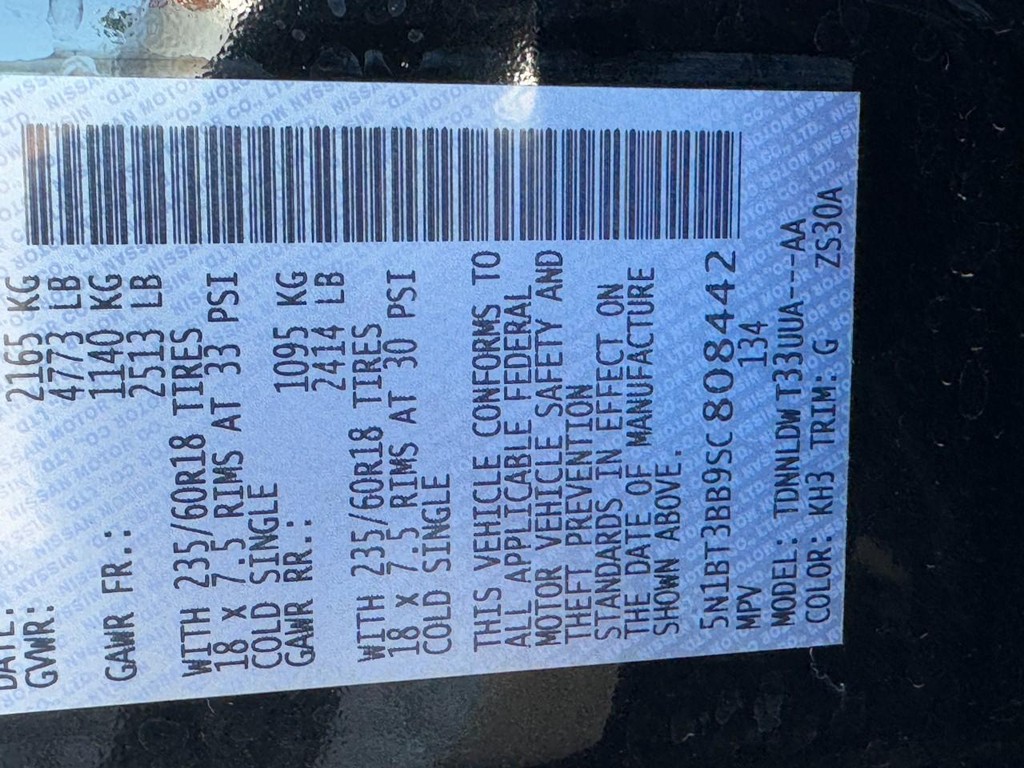 DATE:
GVWR: 2165 KG
4773 LB
GAWR FR.: 1140 KG
2513 LB
WITH 235/60R18 TIRES
18 X 7.5 RIMS AT 33 PSI
COLD SINGLE
GAWR RR.: 1095 KG
2414 LB
WITH 235/60R18 TIRES
18 X 7.5 RIMS AT 30 PSI
COLD SINGLE
THIS VEHICLE CONFORMS TO
ALL APPLICABLE FEDERAL
MOTOR VEHICLE SAFETY AND
THEFT PREVENTION
STANDARDS IN EFFECT ON
THE DATE OF MANUFACTURE
SHOWN ABOVE.
5N1BT3BB9SC808442
MPV 134
MODEL: TDNNLDWT33UUA---AA
COLOR: KH3 TRIM: G ZS30A
NISSAN MOTOR CO., LTD.